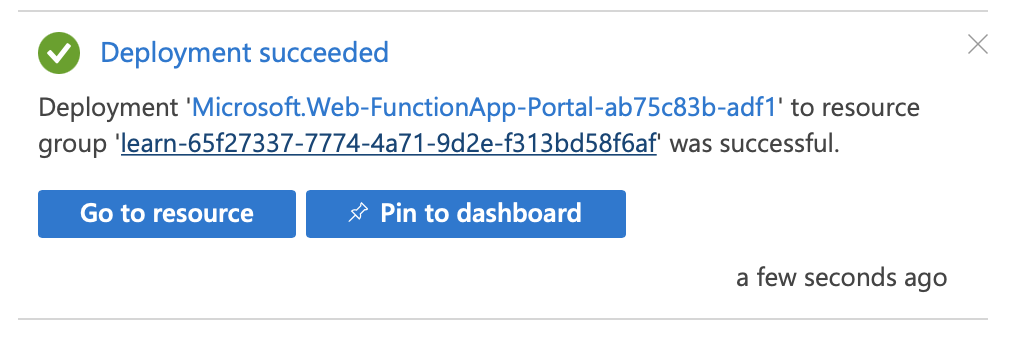 Deployment succeeded
Deployment 'Microsoft.Web-FunctionApp-Portal-ab75c83b-adf1' to resource
group 'learn-65f27337-7774-4a71-9d2e-f313bd58f6af' was successful.
Go to resource
Pin to dashboard
a few seconds ago